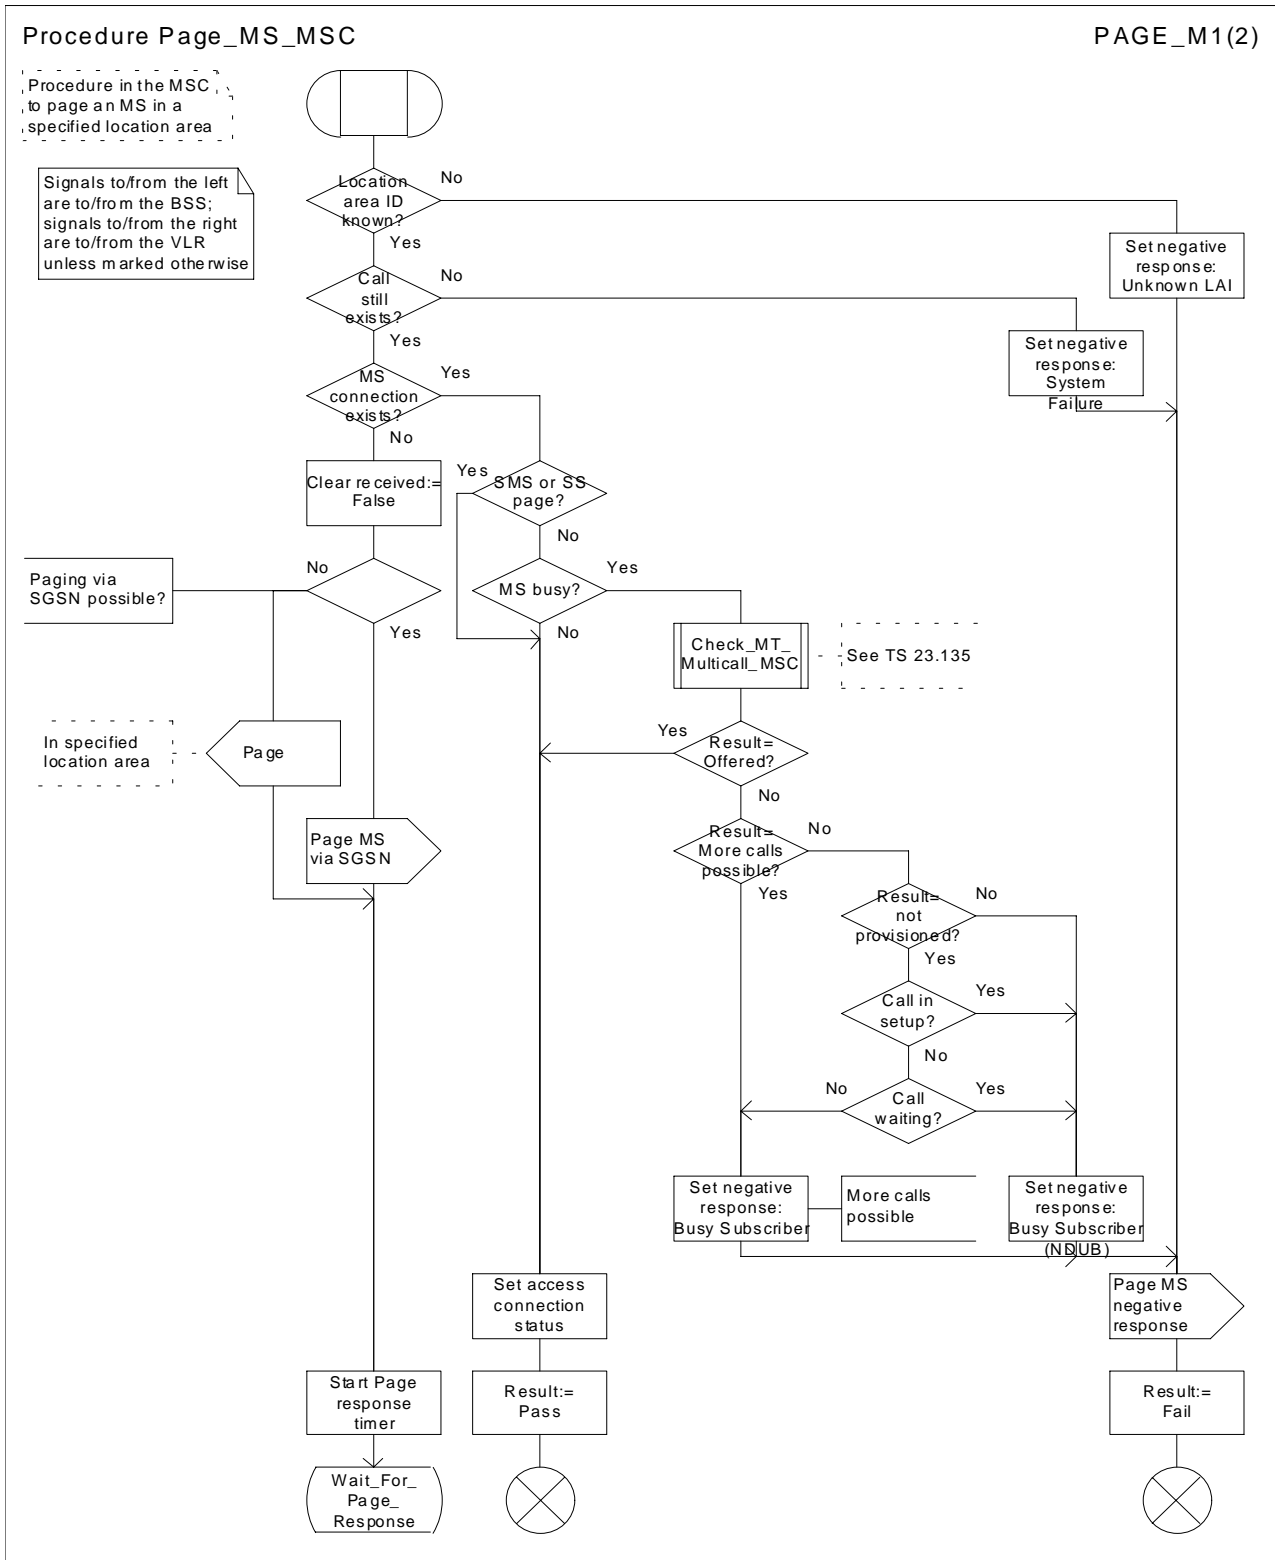 Procedure Page_MS_MSC
PAGE_M1(2)
Procedure in the MSC
to page an MS in a
specified location area
Signals to/from the left
are to/from the BSS;
signals to/from the right
are to/from the VLR
unless marked otherwise
Location
area ID
known?
No
Yes
Set negative
response:
Unknown LAI
Call
still
exists?
No
Yes
Set negative
response:
System
Failure
MS
connection
exists?
Yes
No
Clear received:=
False
SMS or SS
page?
Yes
No
Paging via
SGSN possible?
No
Yes
MS busy?
Yes
No
Check_MT_
Multicall_MSC
See TS 23.135
In specified
location area
Page
Result=
Offered?
Yes
No
Page MS
via SGSN
Result=
More calls
possible?
No
Yes
Result=
not
provisioned?
No
Yes
Call in
setup?
Yes
No
Call
waiting?
No
Yes
Set negative
response:
Busy Subscriber
More calls
possible
Set negative
response:
Busy Subscriber
(NDUB)
Set access
connection
status
Page MS
negative
response
Start Page
response
timer
Result:=
Pass
Result:=
Fail
Wait_For_
Page_
Response